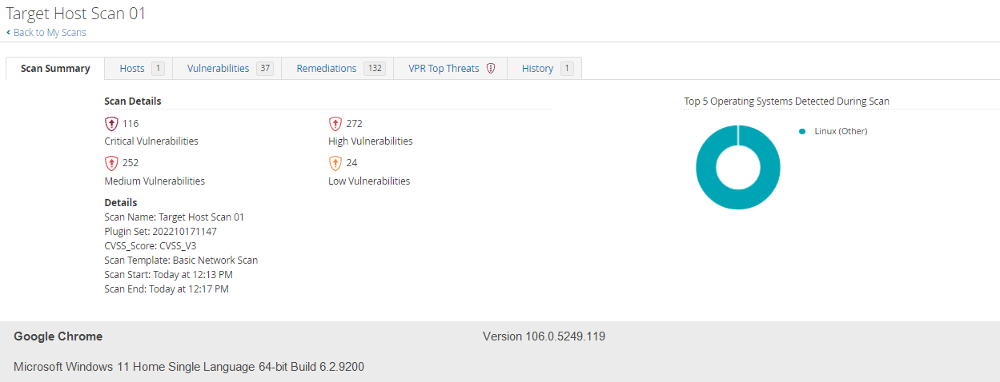 Target Host Scan 01
‹ Back to My Scans
Scan Summary Hosts 1 Vulnerabilities 37 Remediations 132 VPR Top Threats History 1
Scan Details
116
Critical Vulnerabilities
272
High Vulnerabilities
252
Medium Vulnerabilities
24
Low Vulnerabilities
Details
Scan Name: Target Host Scan 01
Plugin Set: 202210171147
CVSS_Score: CVSS_V3
Scan Template: Basic Network Scan
Scan Start: Today at 12:13 PM
Scan End: Today at 12:17 PM
Top 5 Operating Systems Detected During Scan
Linux (Other)
Google Chrome Version 106.0.5249.119
Microsoft Windows 11 Home Single Language 64-bit Build 6.2.9200